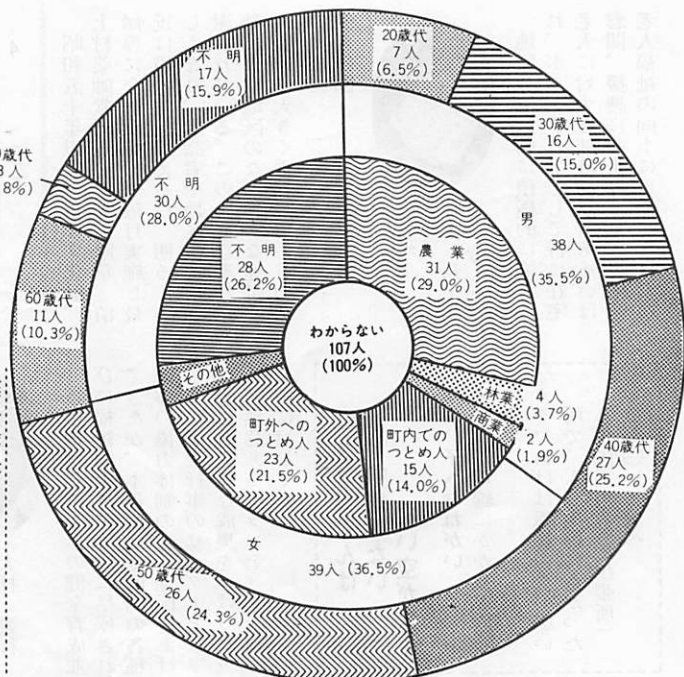 わからない
107人
(100%)
農業
31人
(29.0%)
林業
4人
(3.7%)
商業
2人
(1.9%)
町内での
つとめ人
15人
(14.0%)
町外への
つとめ人
23人
(21.5%)
その他
不明
28人
(26.2%)
男
38人
(35.5%)
女
39人(36.5%)
不明
30人
(28.0%)
20歳代
7人
(6.5%)
30歳代
16人
(15.0%)
40歳代
27人
(25.2%)
50歳代
26人
(24.3%)
60歳代
11人
(10.3%)
歳代
人
8%)
不明
17人
(15.9%)